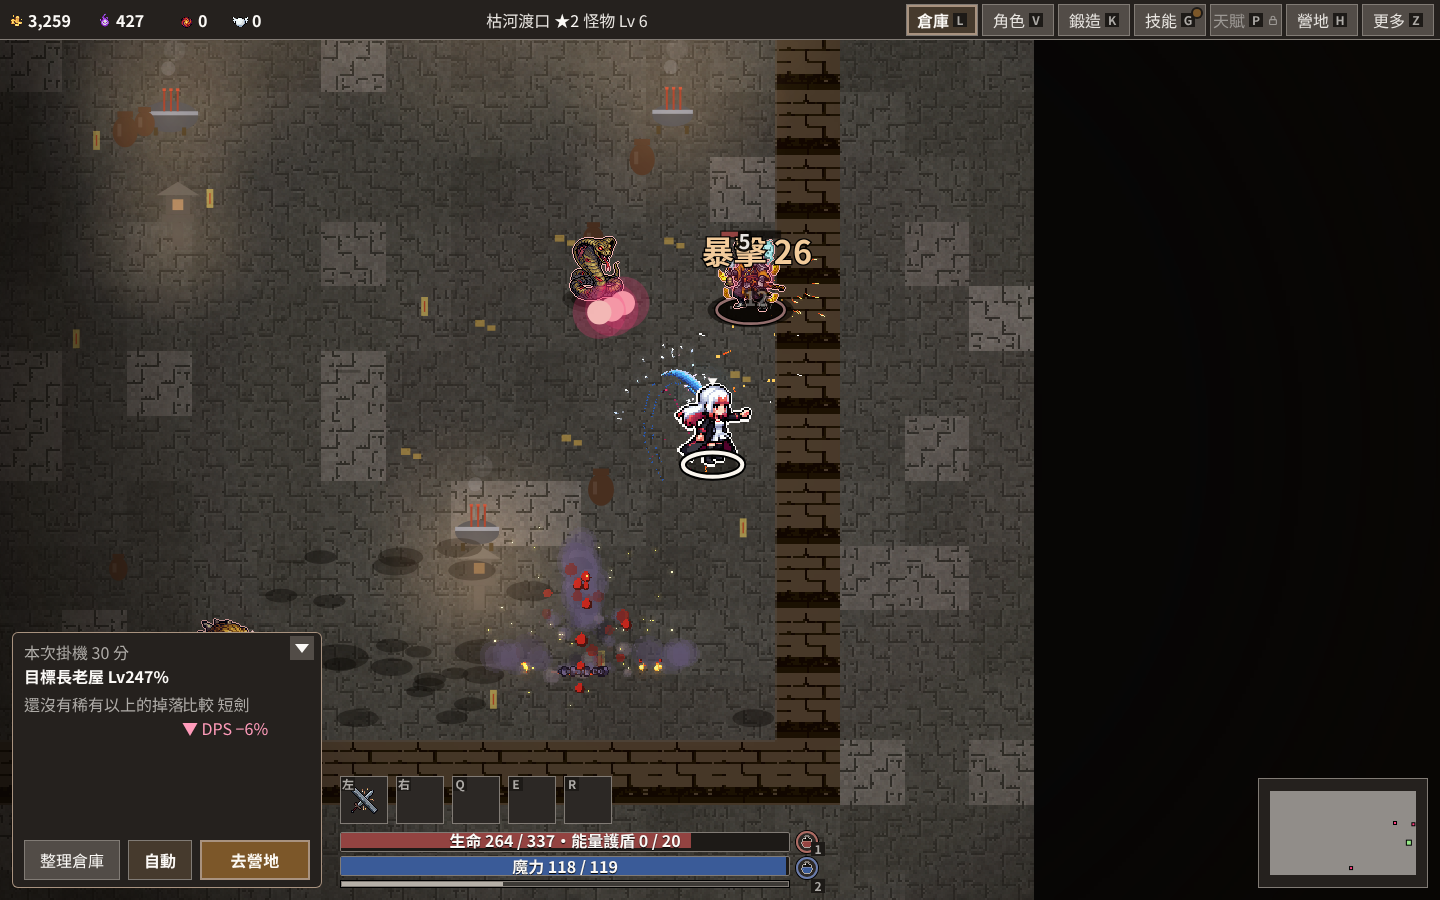 3,259 427 0 0 枯河渡口 ★2 怪物 Lv 6 倉庫 L 角色 V 鍛造 K 技能 G 天賦 P 營地 H 更多 Z
暴擊 26
5
12
本次掛機 30 分
目標長老屋 Lv247%
還沒有稀有以上的掉落比較 短劍
▼ DPS −6%
整理倉庫 自動 去營地
左 右 Q E R
生命 264 / 337・能量護盾 0 / 20 1
魔力 118 / 119
2